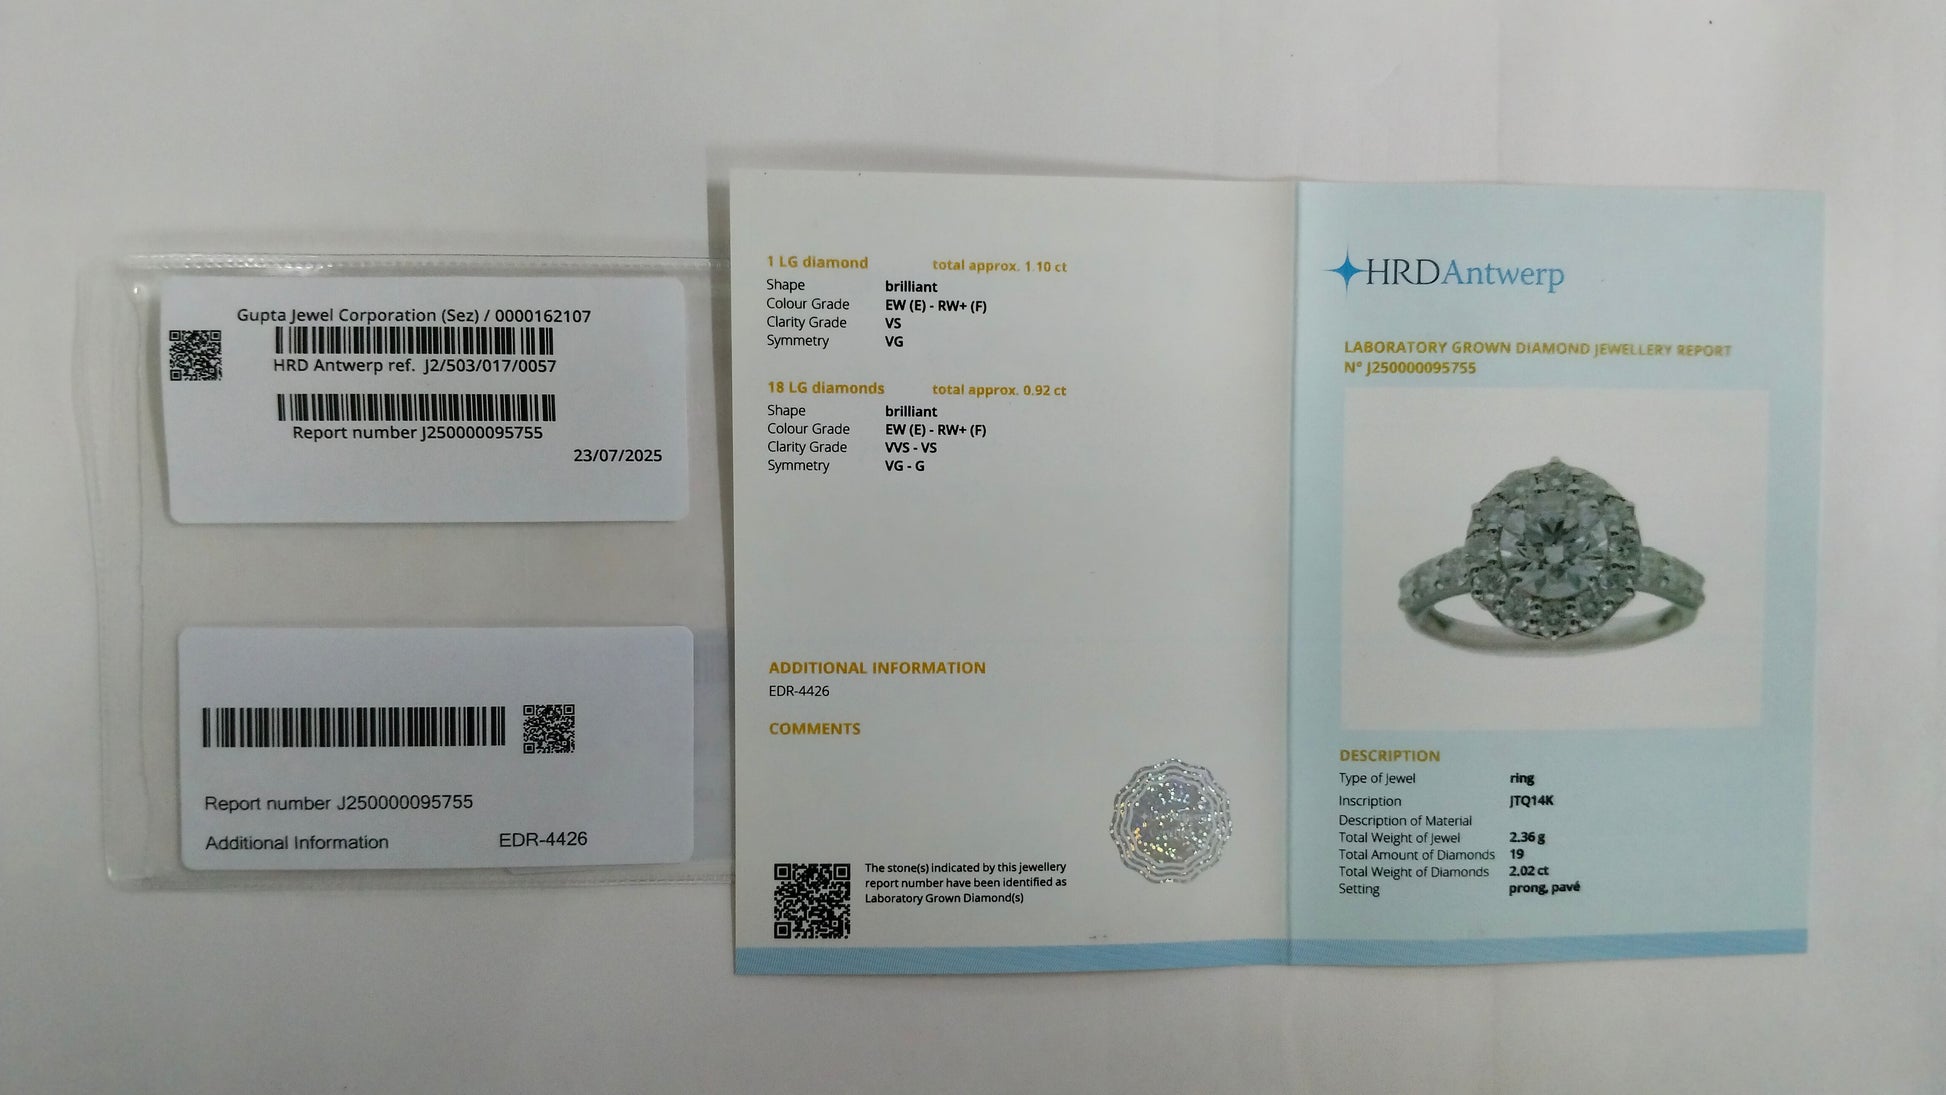 Gupta Jewel Corporation (Sez) / 0000162107
HRD Antwerp ref. J2/503/017/0057
Report number J250000095755
23/07/2025
Report number J250000095755
Additional Information EDR-4426
1 LG diamond total approx. 1.10 ct
Shape brilliant
Colour Grade EW (E) - RW+ (F)
Clarity Grade VS
Symmetry VG
18 LG diamonds total approx. 0.92 ct
Shape brilliant
Colour Grade EW (E) - RW+ (F)
Clarity Grade VVS - VS
Symmetry VG - G
ADDITIONAL INFORMATION
EDR-4426
COMMENTS
The stone(s) indicated by this jewellery
report number have been identified as
Laboratory Grown Diamond(s)
HRDAntwerp
LABORATORY GROWN DIAMOND JEWELLERY REPORT
N° J250000095755
DESCRIPTION
Type of Jewel ring
Inscription JTQ14K
Description of Material
Total Weight of Jewel 2.36 g
Total Amount of Diamonds 19
Total Weight of Diamonds 2.02 ct
Setting prong, pavé